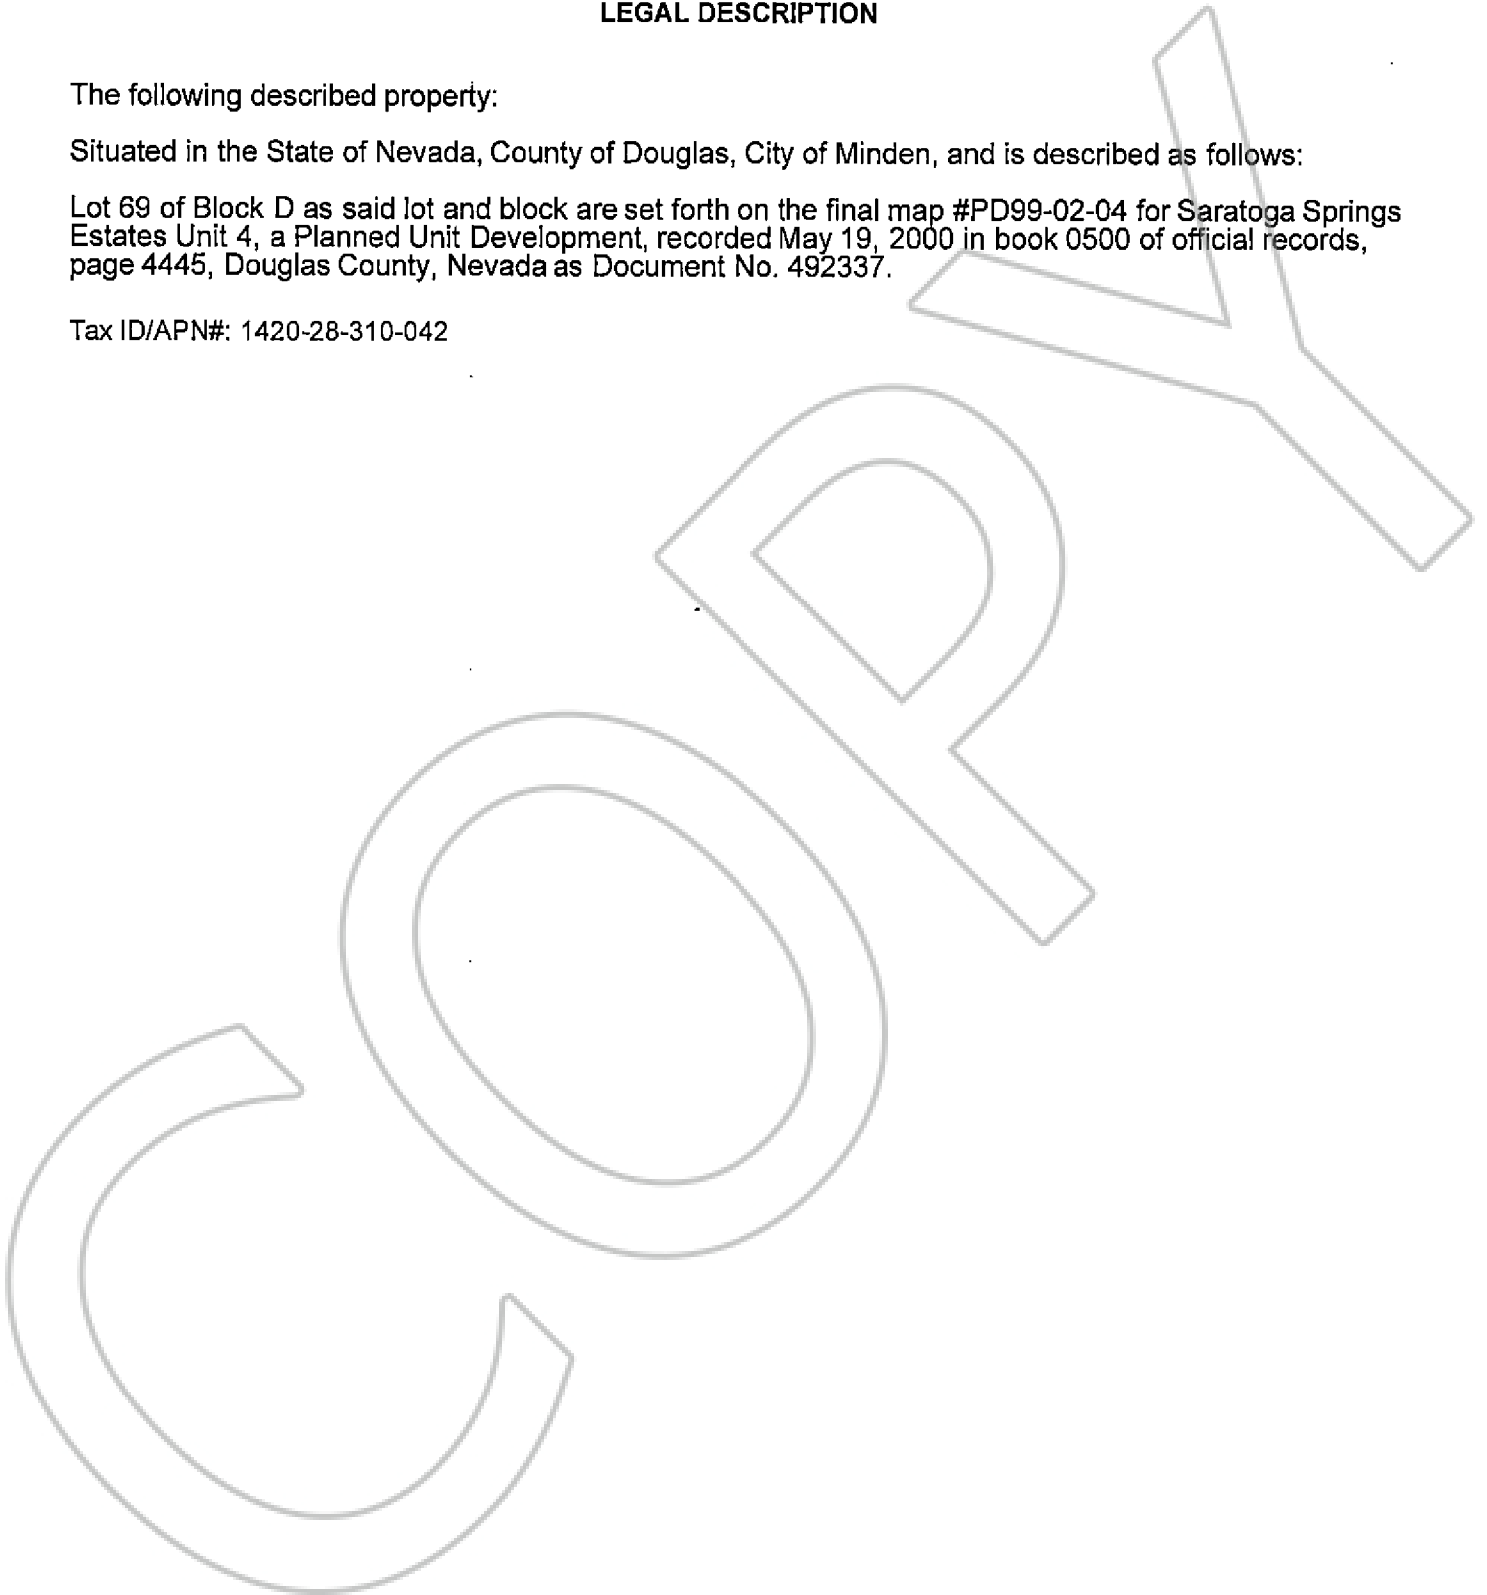 LEGAL DESCRIPTION
The following described property:
Situated in the State of Nevada, County of Douglas, City of Minden, and is described as follows:
Lot 69 of Block D as said lot and block are set forth on the final map #PD99-02-04 for Saratoga Springs
Estates Unit 4, a Planned Unit Development, recorded May 19, 2000 in book 0500 of official records,
page 4445, Douglas County, Nevada as Document No. 492337.
Tax ID/APN#: 1420-28-310-042
COPY